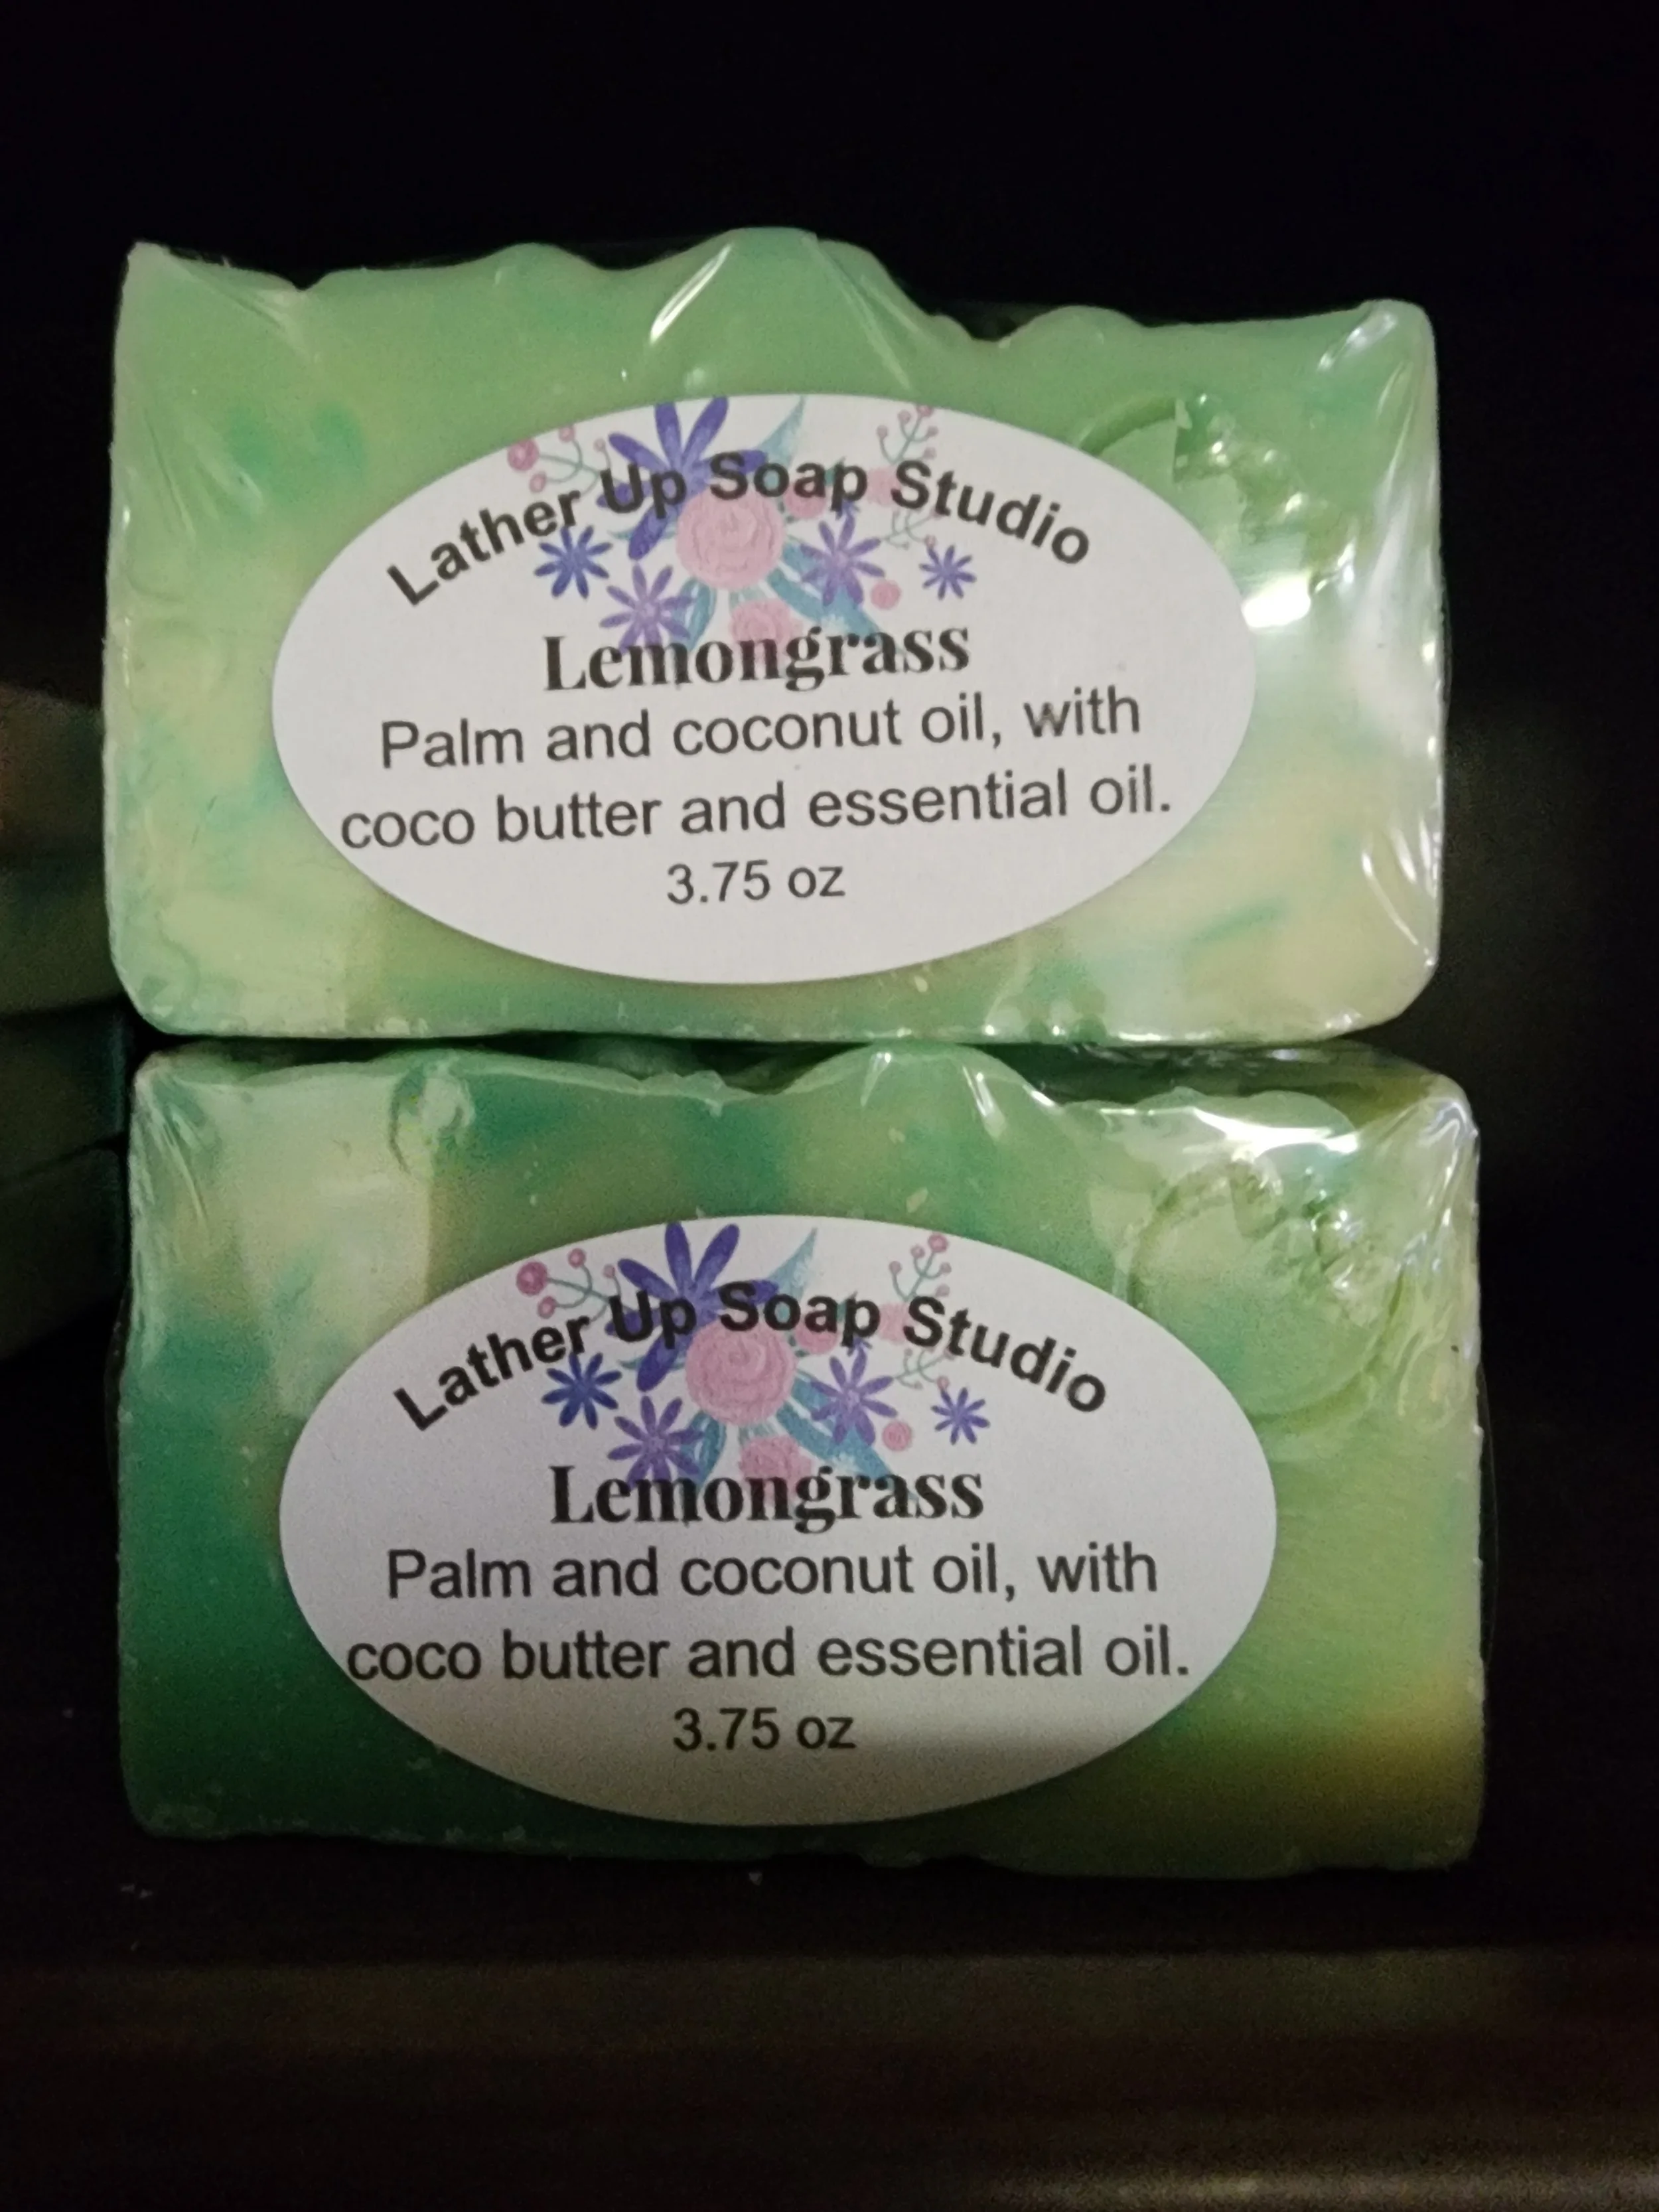 Lather Up Soap Studio
Lemongrass
Palm and coconut oil, with
coco butter and essential oil.
3.75 oz
Lather Up Soap Studio
Lemongrass
Palm and coconut oil, with
coco butter and essential oil.
3.75 oz